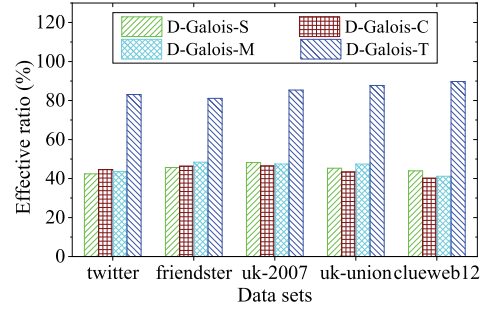 Effective ratio (%)
120
100
80
60
40
20
0
D-Galois-S
D-Galois-C
D-Galois-M
D-Galois-T
twitter friendster uk-2007 uk-union clueweb12
Data sets